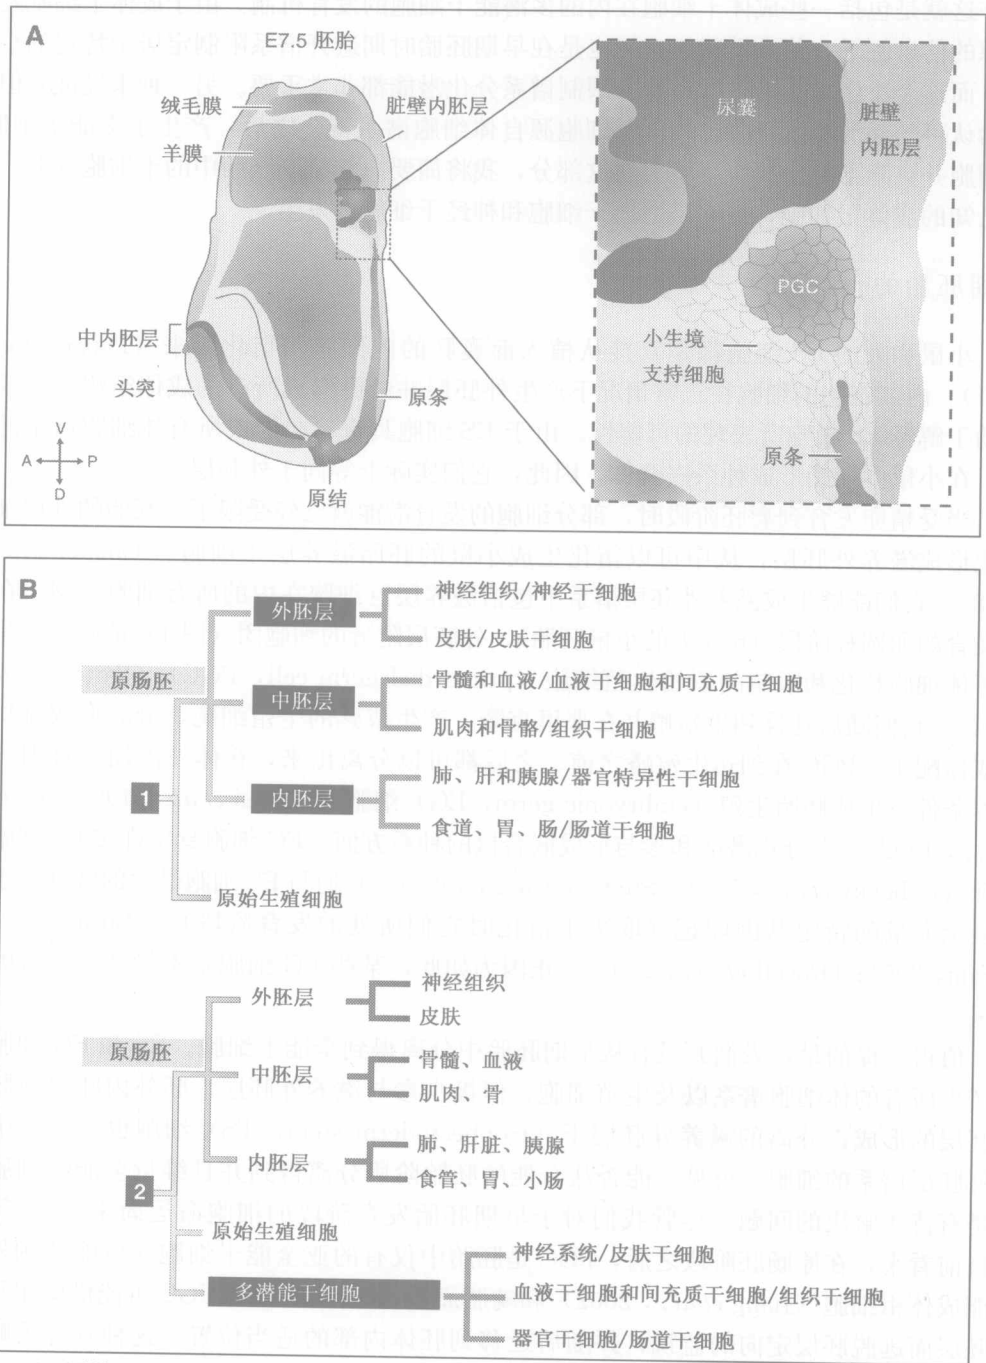 A
E7.5 胚胎
绒毛膜
羊膜
脏壁内胚层
中内胚层
头突
原条
原结
V
A
P
D
尿囊
脏壁
内胚层
PGC
小生境
支持细胞
原条
B
原肠胚
1
外胚层
神经组织/神经干细胞
皮肤/皮肤干细胞
中胚层
骨髓和血液/血液干细胞和间充质干细胞
肌肉和骨骼/组织干细胞
内胚层
肺、肝和胰腺/器官特异性干细胞
食道、胃、肠/肠道干细胞
原始生殖细胞
原肠胚
2
外胚层
神经组织
皮肤
中胚层
骨髓、血液
肌肉、骨
内胚层
肺、肝脏、胰腺
食管、胃、小肠
原始生殖细胞
多潜能干细胞
神经系统/皮肤干细胞
血液干细胞和间充质干细胞/组织干细胞
器官干细胞/肠道干细胞